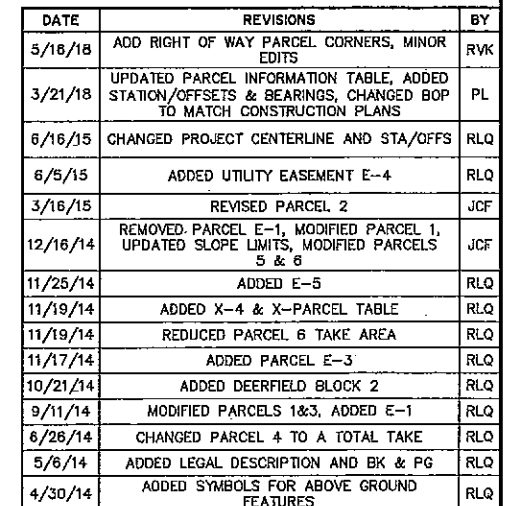 DATE REVISIONS BY
5/16/18 ADD RIGHT OF WAY PARCEL CORNERS, MINOR EDITS RVK
3/21/18 UPDATED PARCEL INFORMATION TABLE, ADDED STATION/OFFSETS & BEARINGS, CHANGED BOP TO MATCH CONSTRUCTION PLANS PL
6/16/15 CHANGED PROJECT CENTERLINE AND STA/OFFS RLQ
6/5/15 ADDED UTILITY EASEMENT E-4 RLQ
3/16/15 REVISED PARCEL 2 JCF
12/16/14 REMOVED PARCEL E-1, MODIFIED PARCEL 1, UPDATED SLOPE LIMITS, MODIFIED PARCELS 5 & 6 JCF
11/25/14 ADDED E-5 RLQ
11/19/14 ADDED X-4 & X-PARCEL TABLE RLQ
11/19/14 REDUCED PARCEL 6 TAKE AREA RLQ
11/17/14 ADDED PARCEL E-3 RLQ
10/21/14 ADDED DEERFIELD BLOCK 2 RLQ
9/11/14 MODIFIED PARCELS 1&3, ADDED E-1 RLQ
6/26/14 CHANGED PARCEL 4 TO A TOTAL TAKE RLQ
5/6/14 ADDED LEGAL DESCRIPTION AND BK & PG RLQ
4/30/14 ADDED SYMBOLS FOR ABOVE GROUND FEATURES RLQ